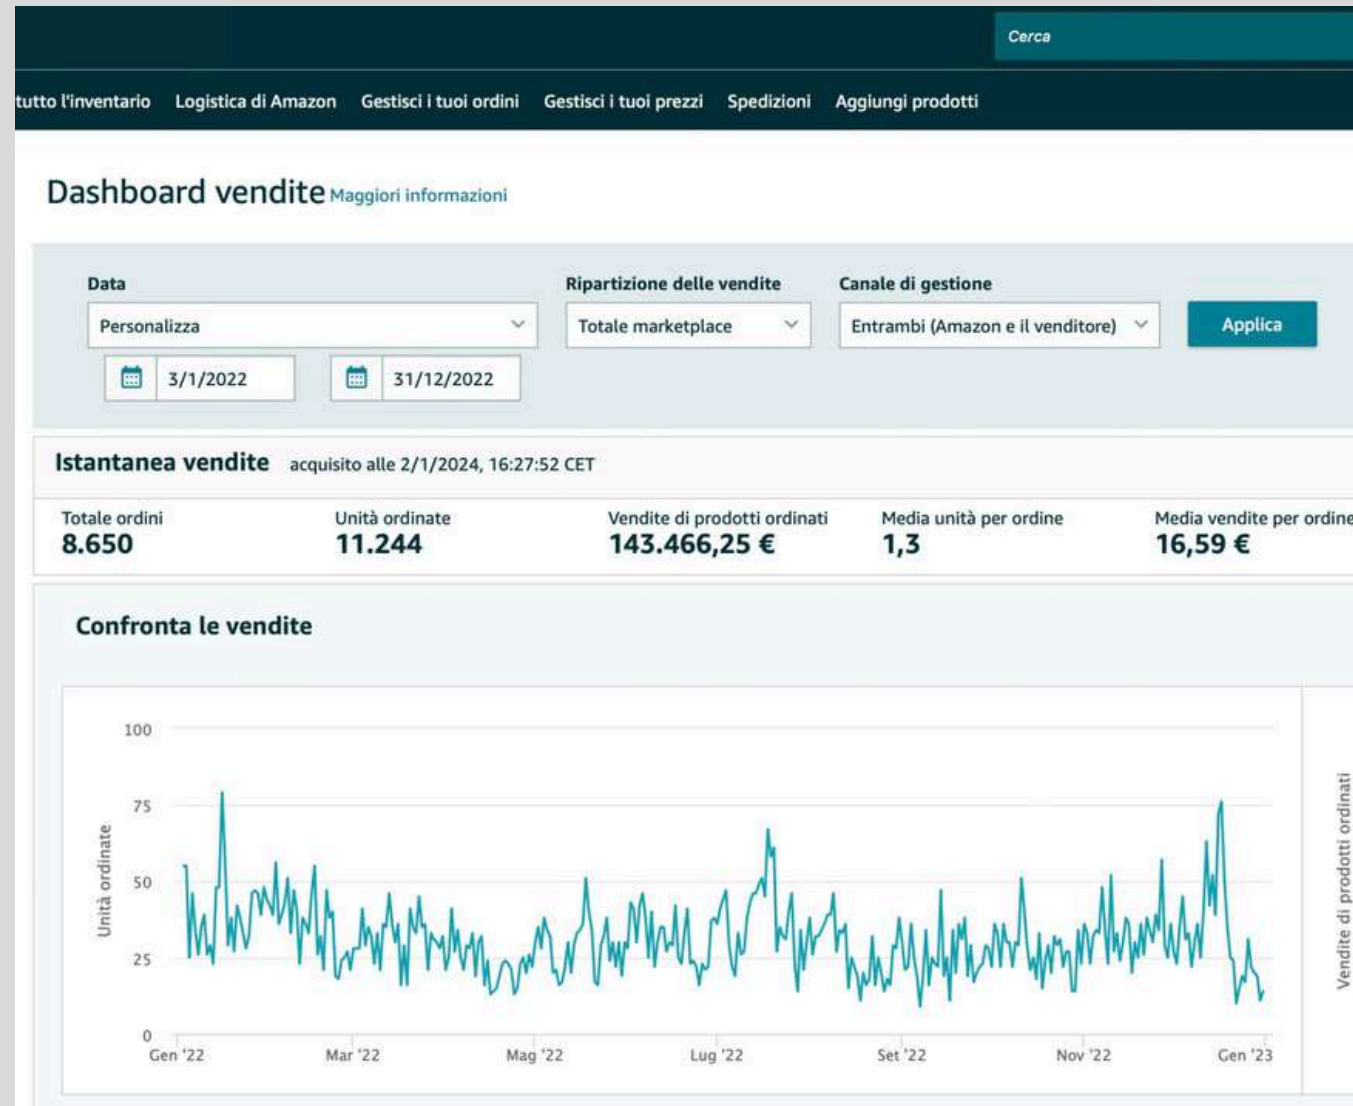 Cerca
tutto l'inventario Logistica di Amazon Gestisci i tuoi ordini Gestisci i tuoi prezzi Spedizioni Aggiungi prodotti
Dashboard vendite Maggiori informazioni
Data Ripartizione delle vendite Canale di gestione
Personalizza Totale marketplace Entrambi (Amazon e il venditore) Applica
3/1/2022 31/12/2022
Istantanea vendite acquisito alle 2/1/2024, 16:27:52 CET
Totale ordini Unità ordinate Vendite di prodotti ordinati Media unità per ordine Media vendite per ordine
8.650 11.244 143.466,25 € 1,3 16,59 €
Confronta le vendite
100
75
50
25
0
Unità ordinate
Gen '22 Mar '22 Mag '22 Lug '22 Set '22 Nov '22 Gen '23
Vendite di prodotti ordinati